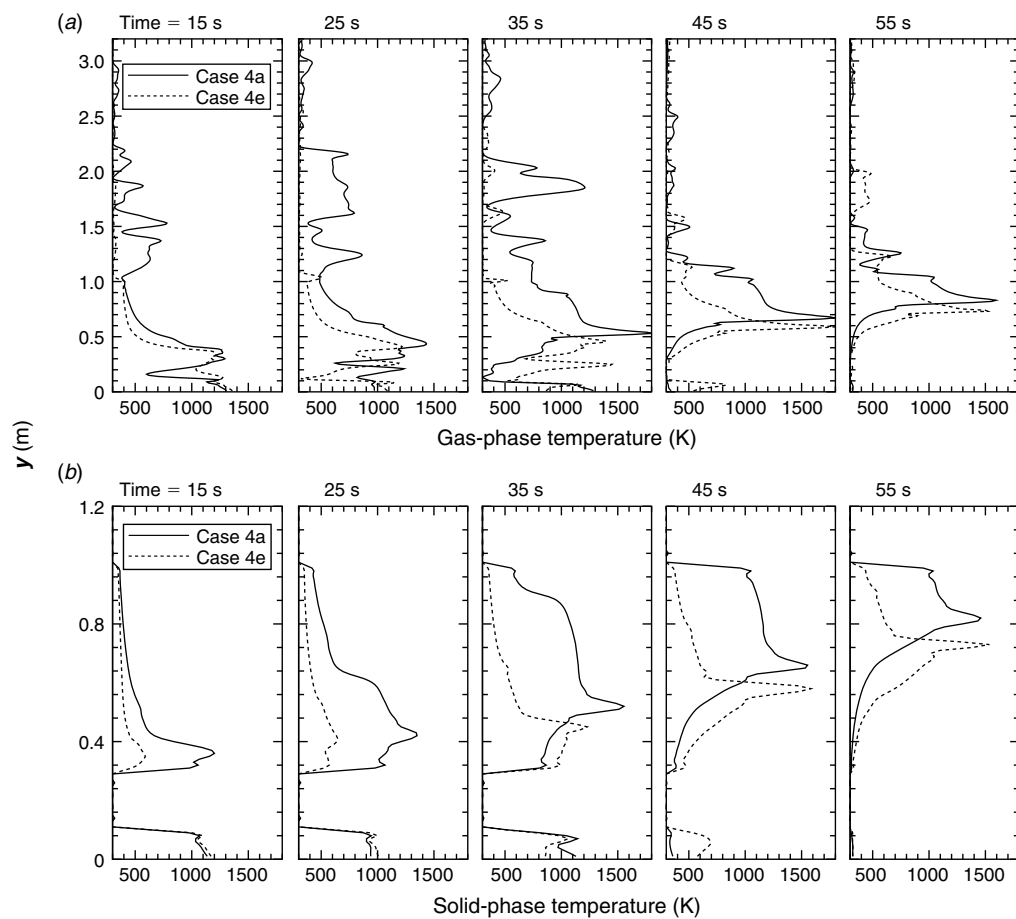 (a) Time = 15 s 25 s 35 s 45 s 55 s
Case 4a
Case 4e
3.0
2.5
2.0
1.5
1.0
0.5
0
500 1000 1500 500 1000 1500 500 1000 1500 500 1000 1500 500 1000 1500
Gas-phase temperature (K)
y (m)
(b)
Time = 15 s 25 s 35 s 45 s 55 s
1.2
Case 4a
Case 4e
0.8
0.4
0
500 1000 1500 500 1000 1500 500 1000 1500 500 1000 1500 500 1000 1500
Solid-phase temperature (K)